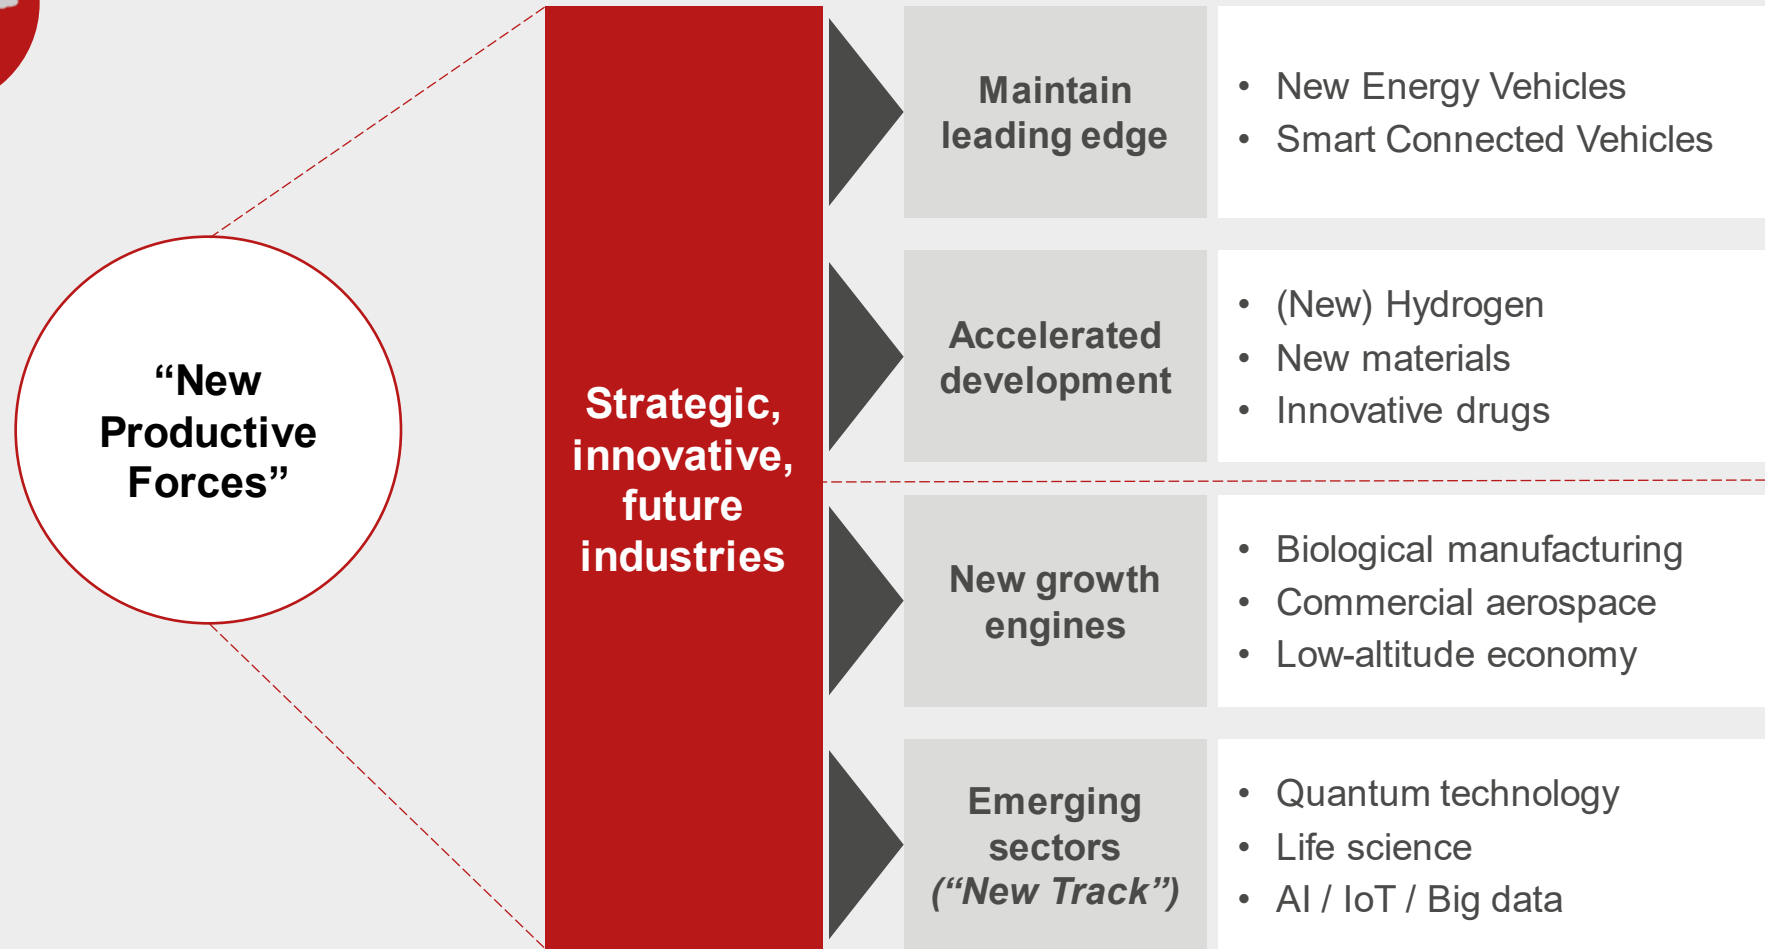 “New
Productive
Forces”
Strategic,
innovative,
future
industries
Maintain
leading edge
• New Energy Vehicles
• Smart Connected Vehicles
Accelerated
development
• (New) Hydrogen
• New materials
• Innovative drugs
New growth
engines
• Biological manufacturing
• Commercial aerospace
• Low-altitude economy
Emerging
sectors
(“New Track”)
• Quantum technology
• Life science
• AI / IoT / Big data